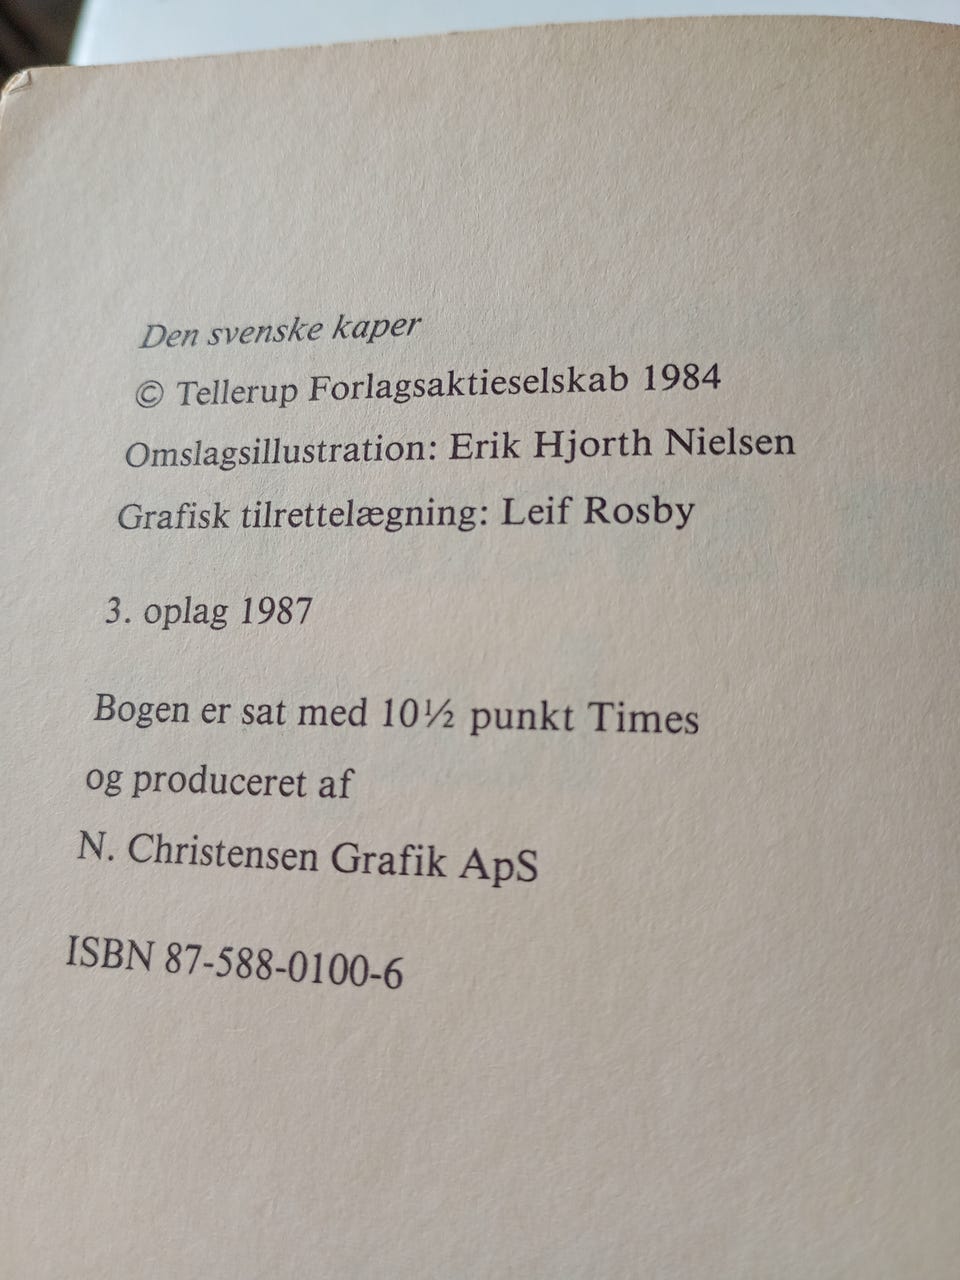 Den svenske kaper
© Tellerup Forlagsaktieselskab 1984
Omslagsillustration: Erik Hjorth Nielsen
Grafisk tilrettelægning: Leif Rosby
3. oplag 1987
Bogen er sat med 10½ punkt Times
og produceret af
N. Christensen Grafik ApS
ISBN 87-588-0100-6